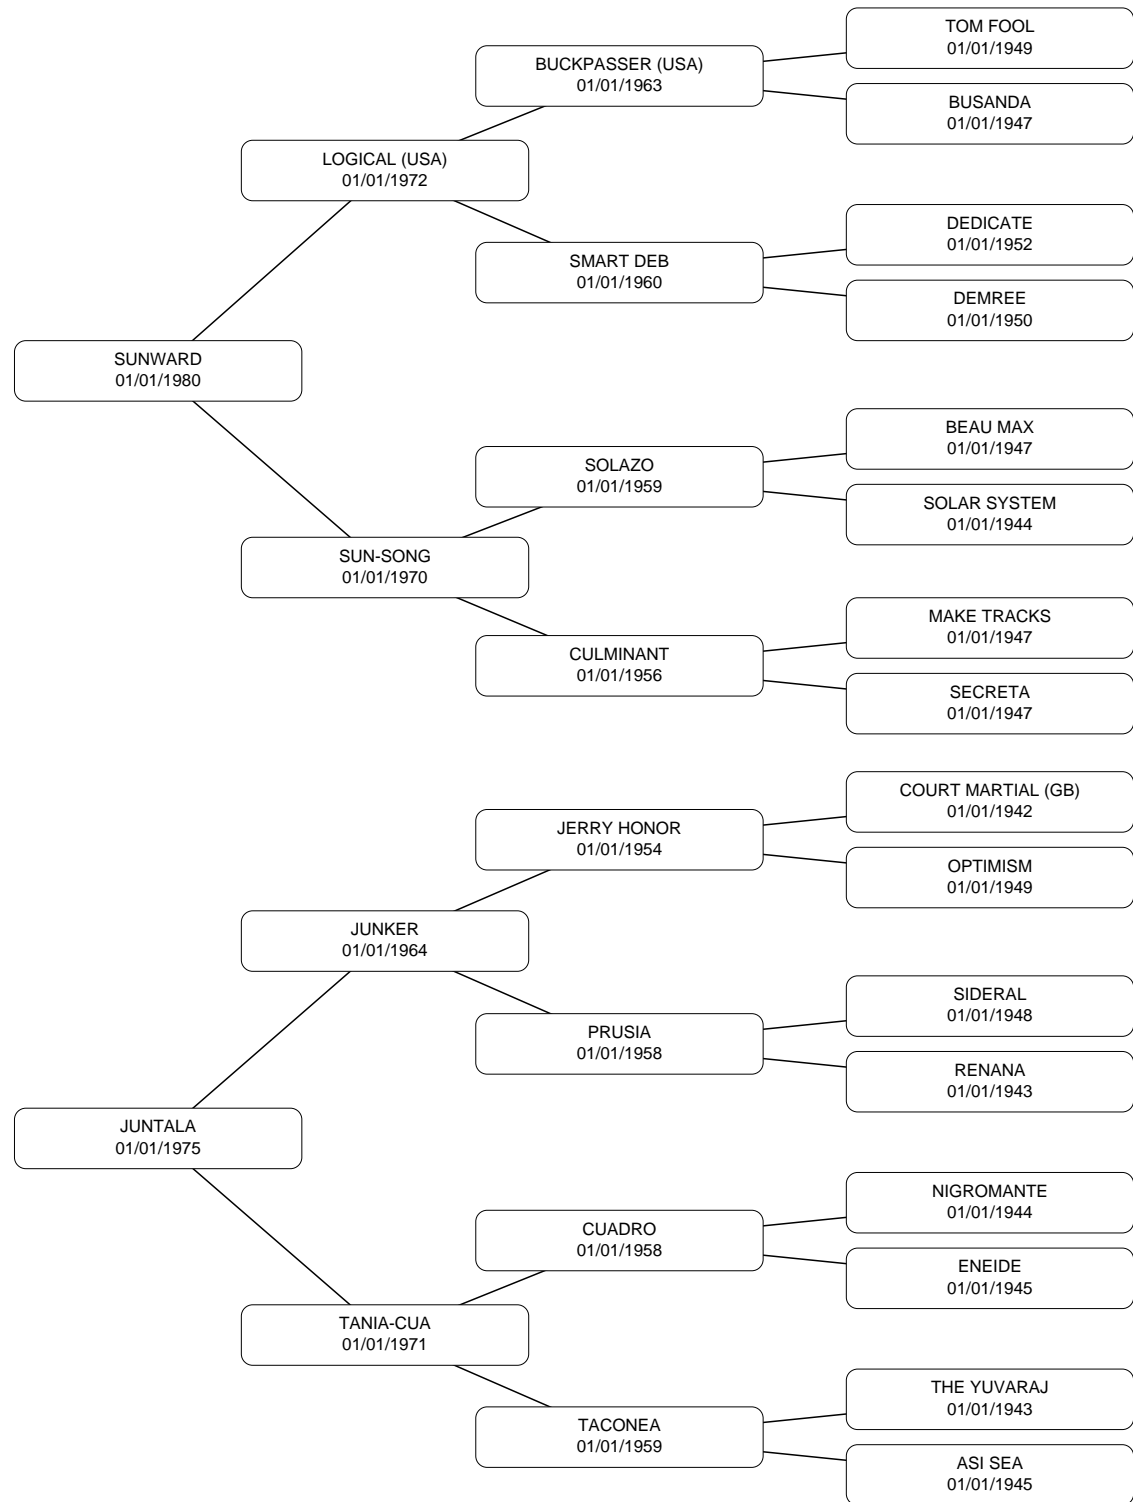 TOM FOOL
01/01/1949
BUCKPASSER (USA)
01/01/1963
BUSANDA
01/01/1947
LOGICAL (USA)
01/01/1972
DEDICATE
01/01/1952
SMART DEB
01/01/1960
DEMREE
01/01/1950
SUNWARD
01/01/1980
BEAU MAX
01/01/1947
SOLAZO
01/01/1959
SOLAR SYSTEM
01/01/1944
SUN-SONG
01/01/1970
MAKE TRACKS
01/01/1947
CULMINANT
01/01/1956
SECRETA
01/01/1947
COURT MARTIAL (GB)
01/01/1942
JERRY HONOR
01/01/1954
OPTIMISM
01/01/1949
JUNKER
01/01/1964
SIDERAL
01/01/1948
PRUSIA
01/01/1958
RENANA
01/01/1943
JUNTALA
01/01/1975
NIGROMANTE
01/01/1944
CUADRO
01/01/1958
ENEIDE
01/01/1945
TANIA-CUA
01/01/1971
THE YUVARAJ
01/01/1943
TACONEA
01/01/1959
ASI SEA
01/01/1945